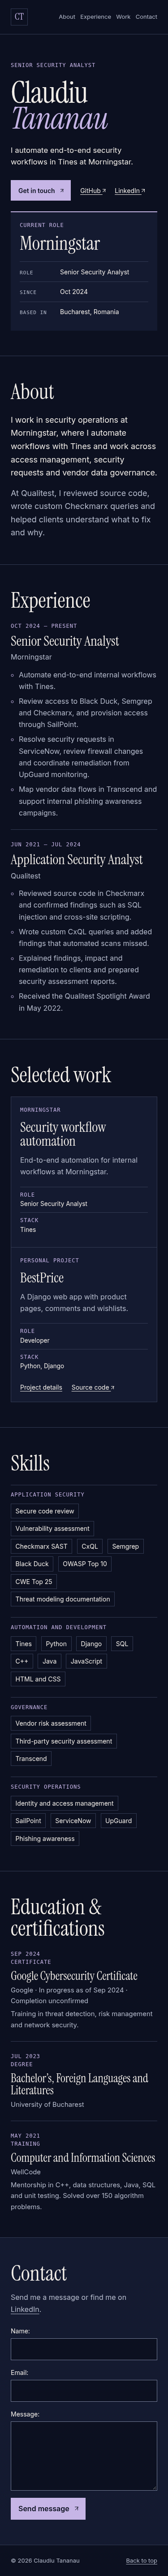 CT
About Experience Work Contact
SENIOR SECURITY ANALYST
Claudiu
Tananau
I automate end-to-end security
workflows in Tines at Morningstar.
Get in touch ↗ GitHub ↗ LinkedIn ↗
CURRENT ROLE
Morningstar
ROLE Senior Security Analyst
SINCE Oct 2024
BASED IN Bucharest, Romania
About
I work in security operations at
Morningstar, where I automate
workflows with Tines and work across
access management, security
requests and vendor data governance.
At Qualitest, I reviewed source code,
wrote custom Checkmarx queries and
helped clients understand what to fix
and why.
Experience
OCT 2024 — PRESENT
Senior Security Analyst
Morningstar
Automate end-to-end internal workflows
with Tines.
Review access to Black Duck, Semgrep
and Checkmarx, and provision access
through SailPoint.
Resolve security requests in
ServiceNow, review firewall changes
and coordinate remediation from
UpGuard monitoring.
Map vendor data flows in Transcend and
support internal phishing awareness
campaigns.
JUN 2021 — JUL 2024
Application Security Analyst
Qualitest
Reviewed source code in Checkmarx
and confirmed findings such as SQL
injection and cross-site scripting.
Wrote custom CxQL queries and added
findings that automated scans missed.
Explained findings, impact and
remediation to clients and prepared
security assessment reports.
Received the Qualitest Spotlight Award
in May 2022.
Selected work
MORNINGSTAR
Security workflow
automation
End-to-end automation for internal
workflows at Morningstar.
ROLE
Senior Security Analyst
STACK
Tines
PERSONAL PROJECT
BestPrice
A Django web app with product
pages, comments and wishlists.
ROLE
Developer
STACK
Python, Django
Project details Source code ↗
Skills
APPLICATION SECURITY
Secure code review
Vulnerability assessment
Checkmarx SAST CxQL Semgrep
Black Duck OWASP Top 10
CWE Top 25
Threat modeling documentation
AUTOMATION AND DEVELOPMENT
Tines Python Django SQL
C++ Java JavaScript
HTML and CSS
GOVERNANCE
Vendor risk assessment
Third-party security assessment
Transcend
SECURITY OPERATIONS
Identity and access management
SailPoint ServiceNow UpGuard
Phishing awareness
Education &
certifications
SEP 2024
CERTIFICATE
Google Cybersecurity Certificate
Google · In progress as of Sep 2024 ·
Completion unconfirmed
Training in threat detection, risk management
and network security.
JUL 2023
DEGREE
Bachelor's, Foreign Languages and
Literatures
University of Bucharest
MAY 2021
TRAINING
Computer and Information Sciences
WellCode
Mentorship in C++, data structures, Java, SQL
and unit testing. Solved over 150 algorithm
problems.
Contact
Send me a message or find me on
LinkedIn.
Name:
Email:
Message:
Send message ↗
© 2026 Claudiu Tananau Back to top